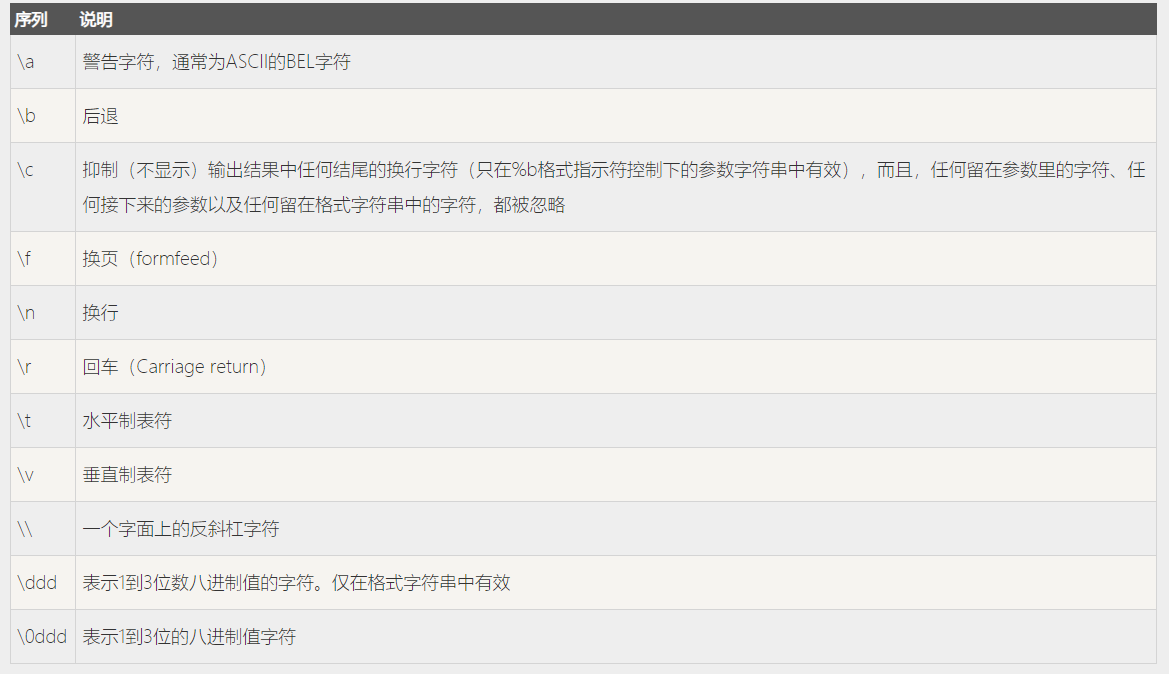 序列 说明
\a 警告字符，通常为ASCII的BEL字符
\b 后退
\c 抑制（不显示）输出结果中任何结尾的换行字符（只在%b格式指示符控制下的参数字符串中有效），而且，任何留在参数里的字符、任
何接下来的参数以及任何留在格式字符串中的字符，都被忽略
\f 换页（formfeed）
\n 换行
\r 回车（Carriage return）
\t 水平制表符
\v 垂直制表符
\\ 一个字面上的反斜杠字符
\ddd 表示1到3位数八进制值的字符。仅在格式字符串中有效
\0ddd 表示1到3位的八进制值字符